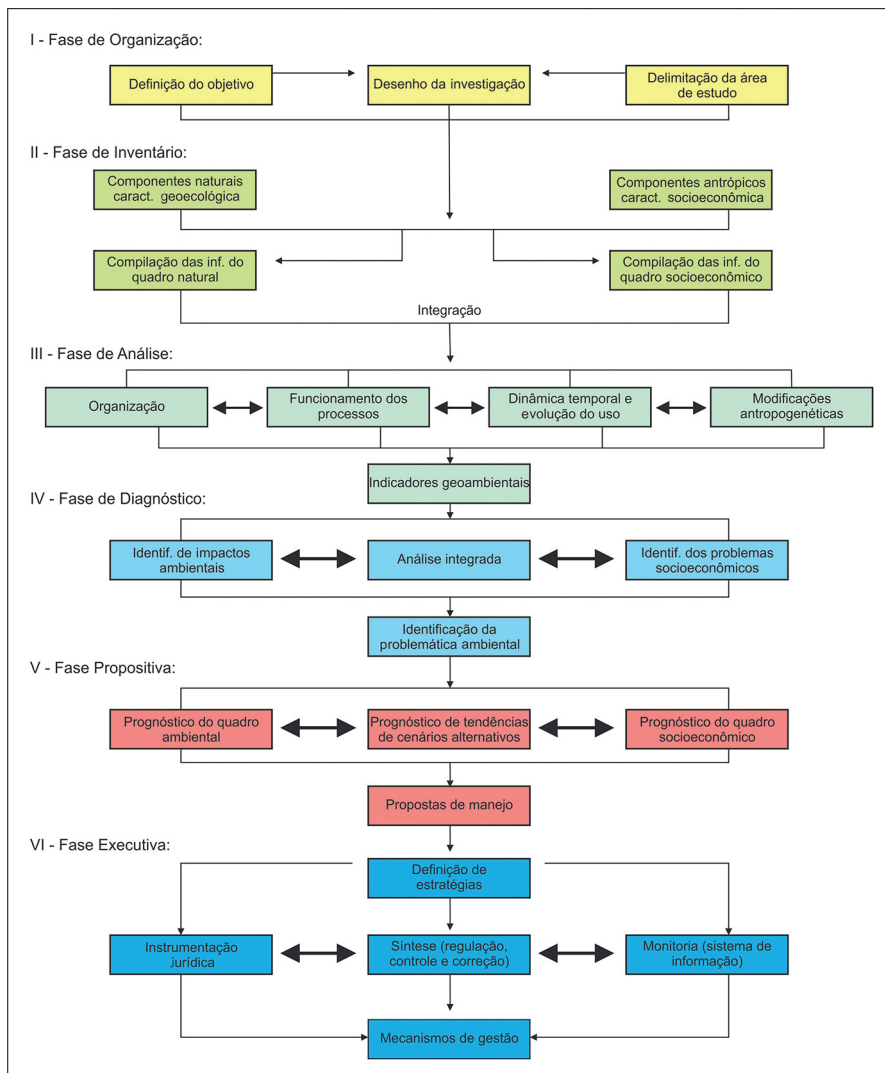 I - Fase de Organização:
Definição do objetivo
Desenho da investigação
Delimitação da área
de estudo
II - Fase de Inventário:
Componentes naturais
caract. geoecológica
Componentes antrópicos
caract. socioeconômica
Compilação das inf. do
quadro natural
Compilação das inf. do
quadro socioeconômico
Integração
III - Fase de Análise:
Organização
Funcionamento dos
processos
Dinâmica temporal e
evolução do uso
Modificações
antropogenéticas
Indicadores geoambientais
IV - Fase de Diagnóstico:
Identif. de impactos
ambientais
Análise integrada
Identif. dos problemas
socioeconômicos
Identificação da
problemática ambiental
V - Fase Propositiva:
Prognóstico do quadro
ambiental
Prognóstico de tendências
de cenários alternativos
Prognóstico do quadro
socioeconômico
Propostas de manejo
VI - Fase Executiva:
Definição de
estratégias
Instrumentação
jurídica
Síntese (regulação,
controle e correção)
Monitoria (sistema de
informação)
Mecanismos de gestão